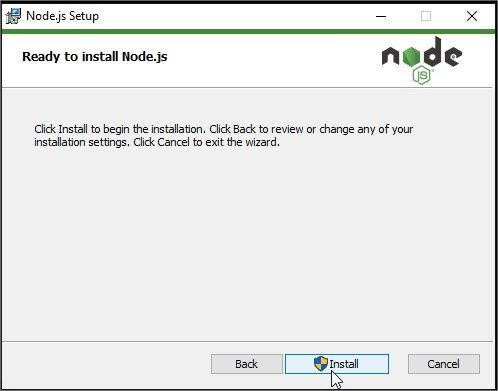 Node.js Setup
Ready to install Node.js
node
JS
Click Install to begin the installation. Click Back to review or change any of your
installation settings. Click Cancel to exit the wizard.
Back
Install
Cancel